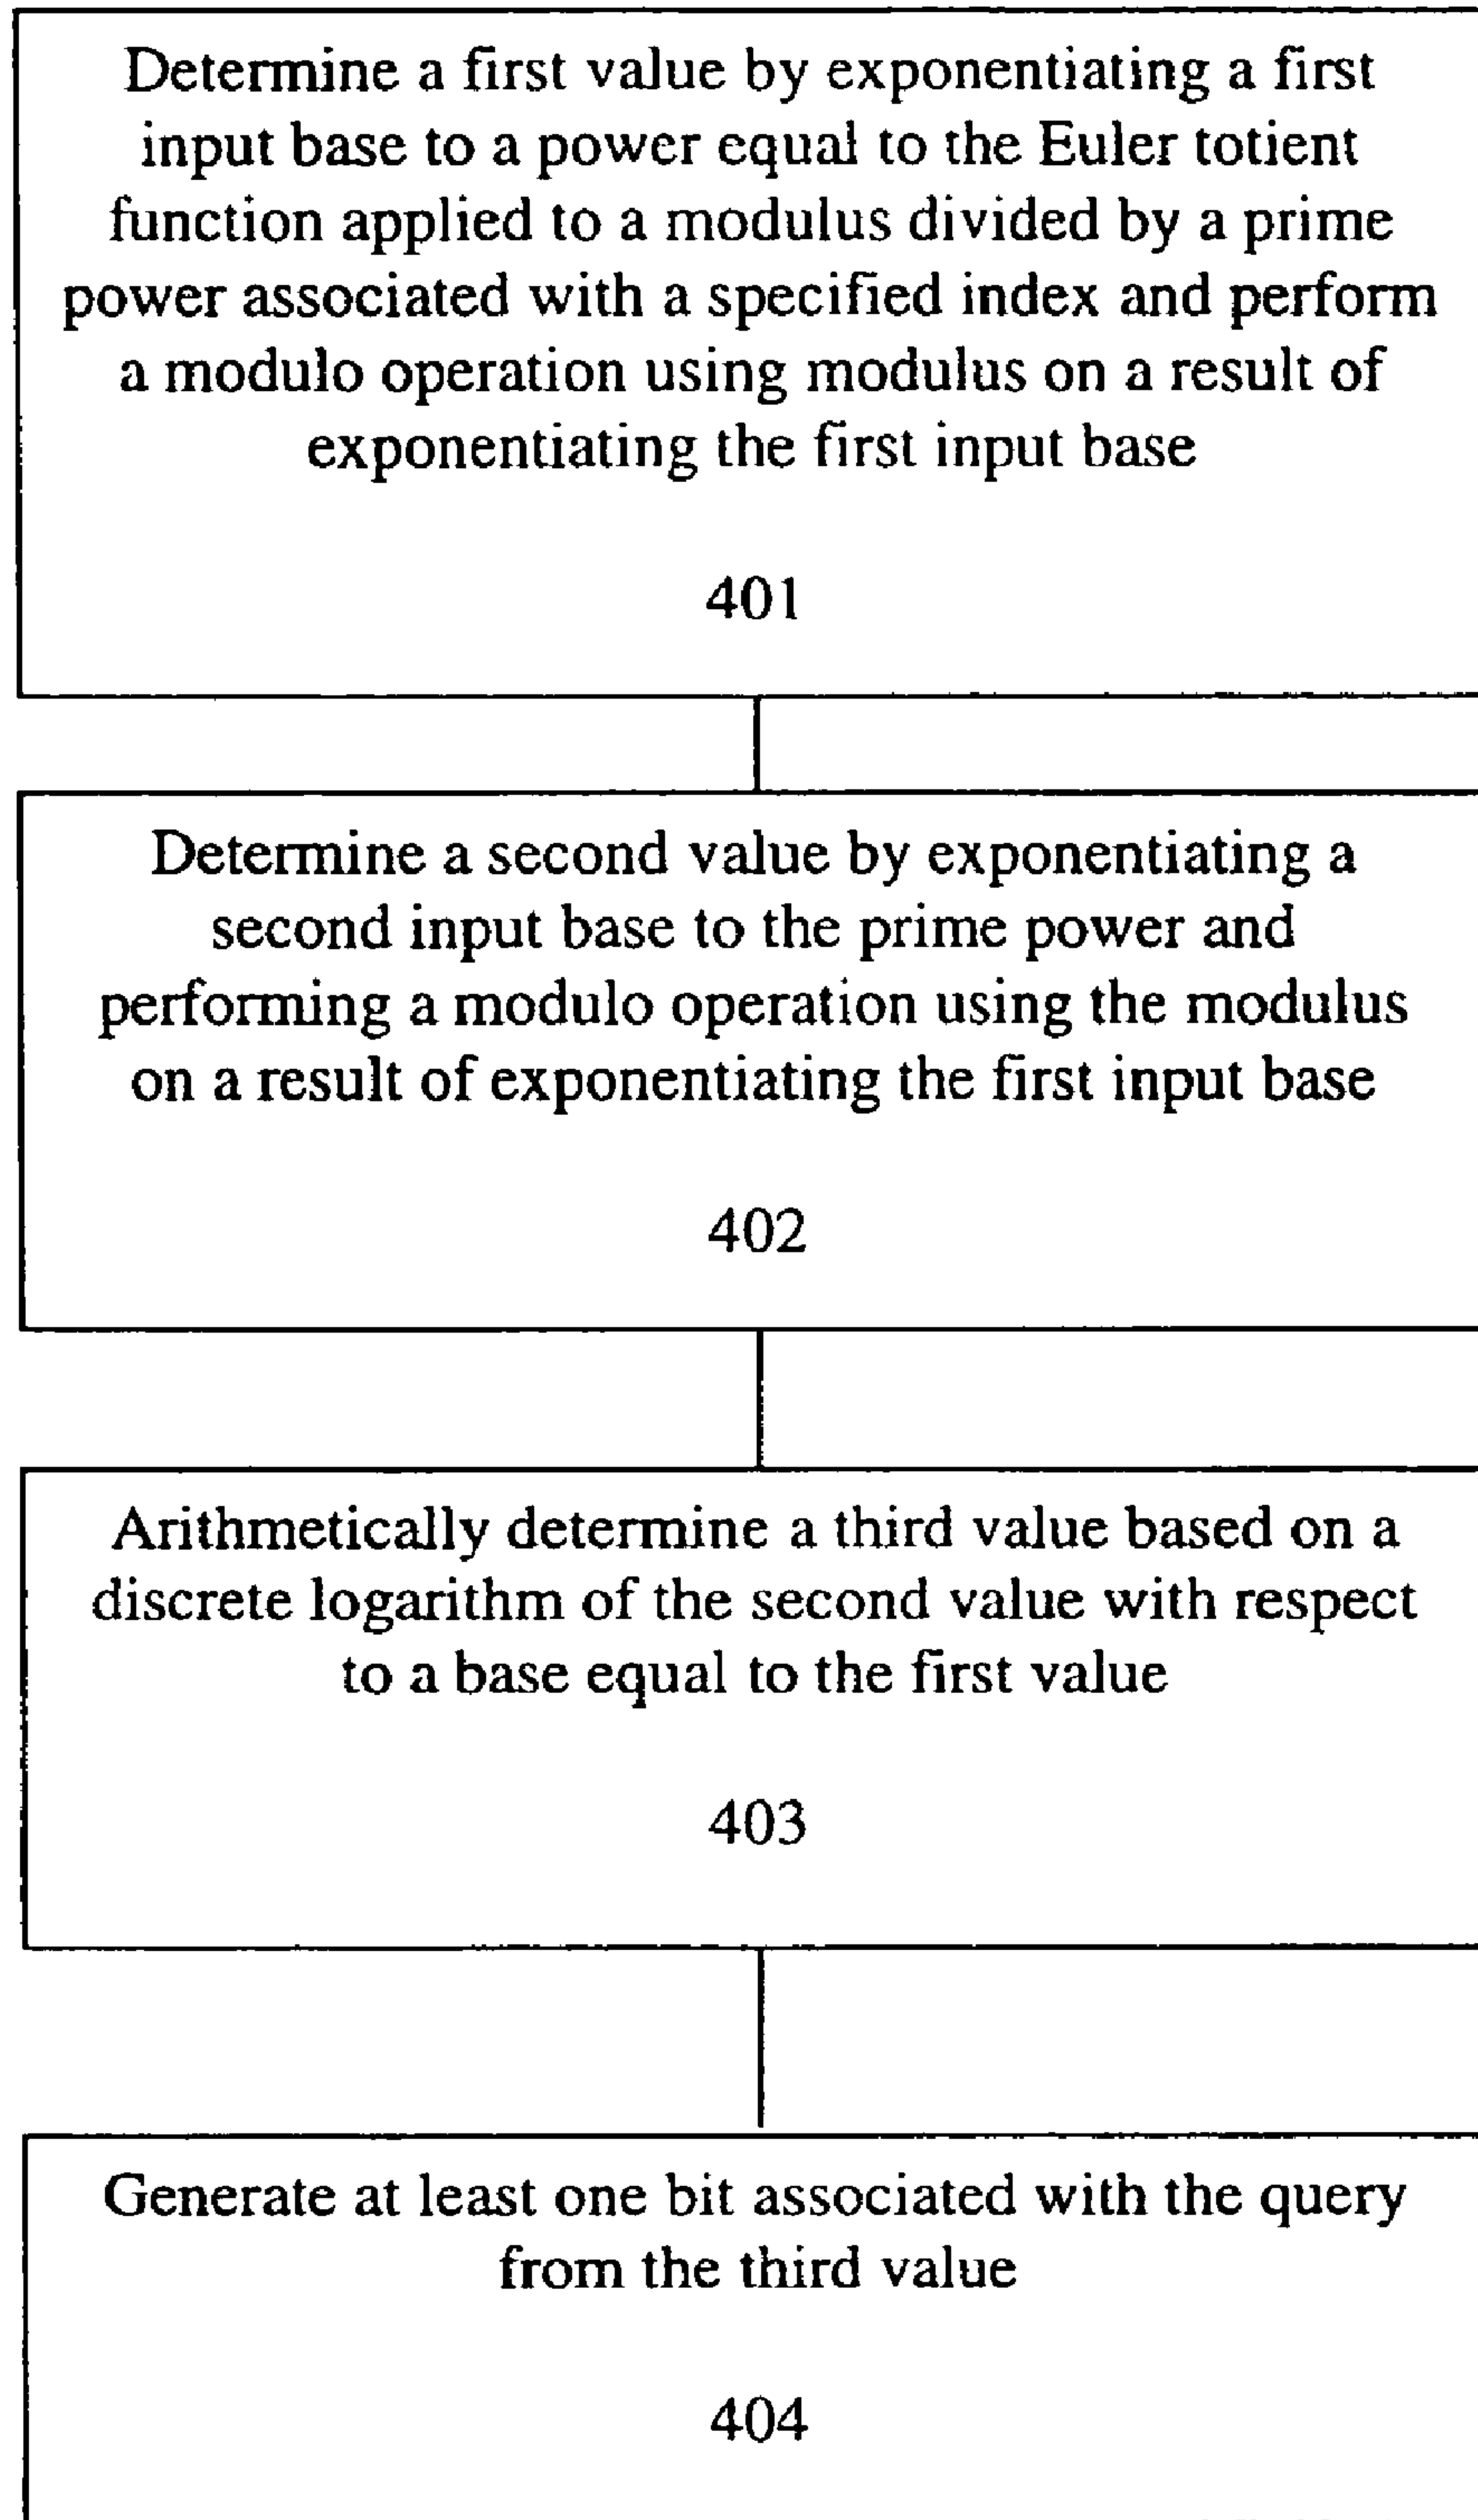 Determine a first value by exponentiating a first
input base to a power equal to the Euler totient
function applied to a modulus divided by a prime
power associated with a specified index and perform
a modulo operation using modulus on a result of
exponentiating the first input base
401
Determine a second value by exponentiating a
second input base to the prime power and
performing a modulo operation using the modulus
on a result of exponentiating the first input base
402
Arithmetically determine a third value based on a
discrete logarithm of the second value with respect
to a base equal to the first value
403
Generate at least one bit associated with the query
from the third value
404